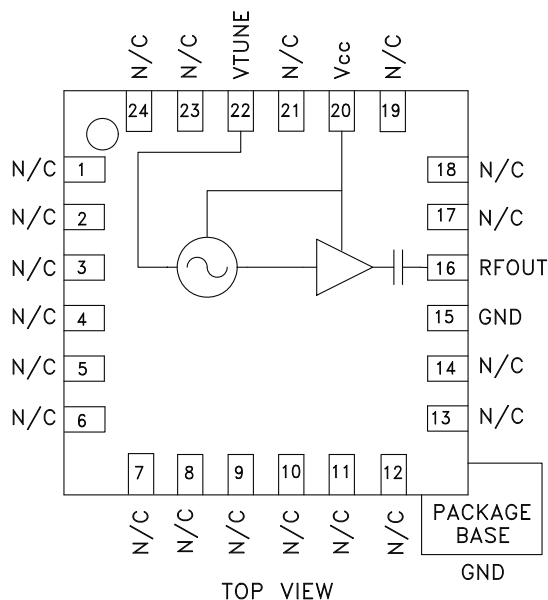 N/C
N/C
VTUNE
N/C
Vcc
N/C
24
23
22
21
20
19
N/C 1
18 N/C
N/C 2
17 N/C
N/C 3
16 RFOUT
N/C 4
15 GND
N/C 5
14 N/C
N/C 6
13 N/C
7
8
9
10
11
12
N/C
N/C
N/C
N/C
N/C
N/C
PACKAGE
BASE
GND
TOP VIEW